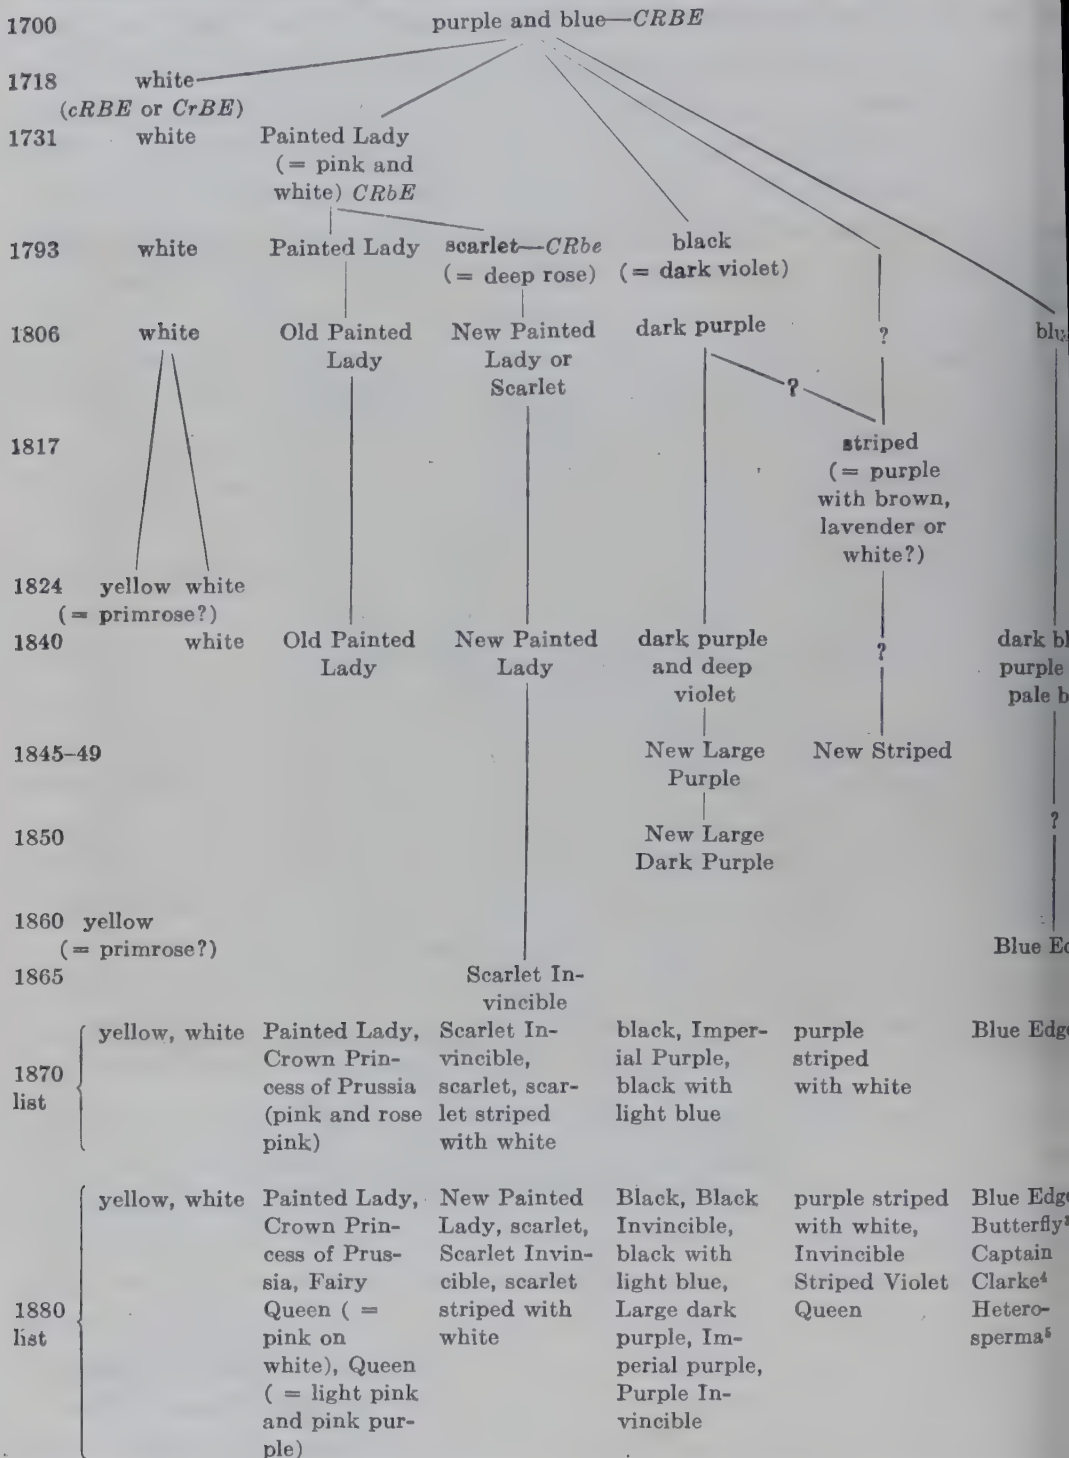 1700 purple and blue—CRBE
1718 white
(cRBE or CrBE)
1731 white Painted Lady
(= pink and
white) CRbE
1793 white Painted Lady scarlet—CRbe black
(= deep rose) (= dark violet)
1806 white Old Painted New Painted dark purple ?
Lady Lady or
Scarlet
?
1817 striped
(= purple
with brown,
lavender or
white?)
1824 yellow white
(= primrose?)
1840 white Old Painted New Painted dark purple ? dark
Lady Lady and deep purple
violet pale
1845–49 New Large New Striped
Purple
?
1850 New Large
Dark Purple
1860 yellow
(= primrose?) Blue
1865 Scarlet In-
vincible
yellow, white Painted Lady, Scarlet In- black, Imper- purple Blue Edge
Crown Prin- vincible, ial Purple, striped
1870 cess of Prussia scarlet, scar- black with with white
list (pink and rose let striped light blue
pink) with white
yellow, white Painted Lady, New Painted Black, Black purple striped Blue Edge
Crown Prin- Lady, scarlet, Invincible, with white, Butterfly
cess of Prus- Scarlet Invin- black with Invincible Captain
sia, Fairy cible, scarlet light blue, Striped Violet Clarke⁴
1880 Queen ( = striped with Large dark Queen Hetero-
list pink on white purple, Im- sperma⁵
white), Queen perial purple,
( = light pink Purple In-
and pink pur- vincible
ple)